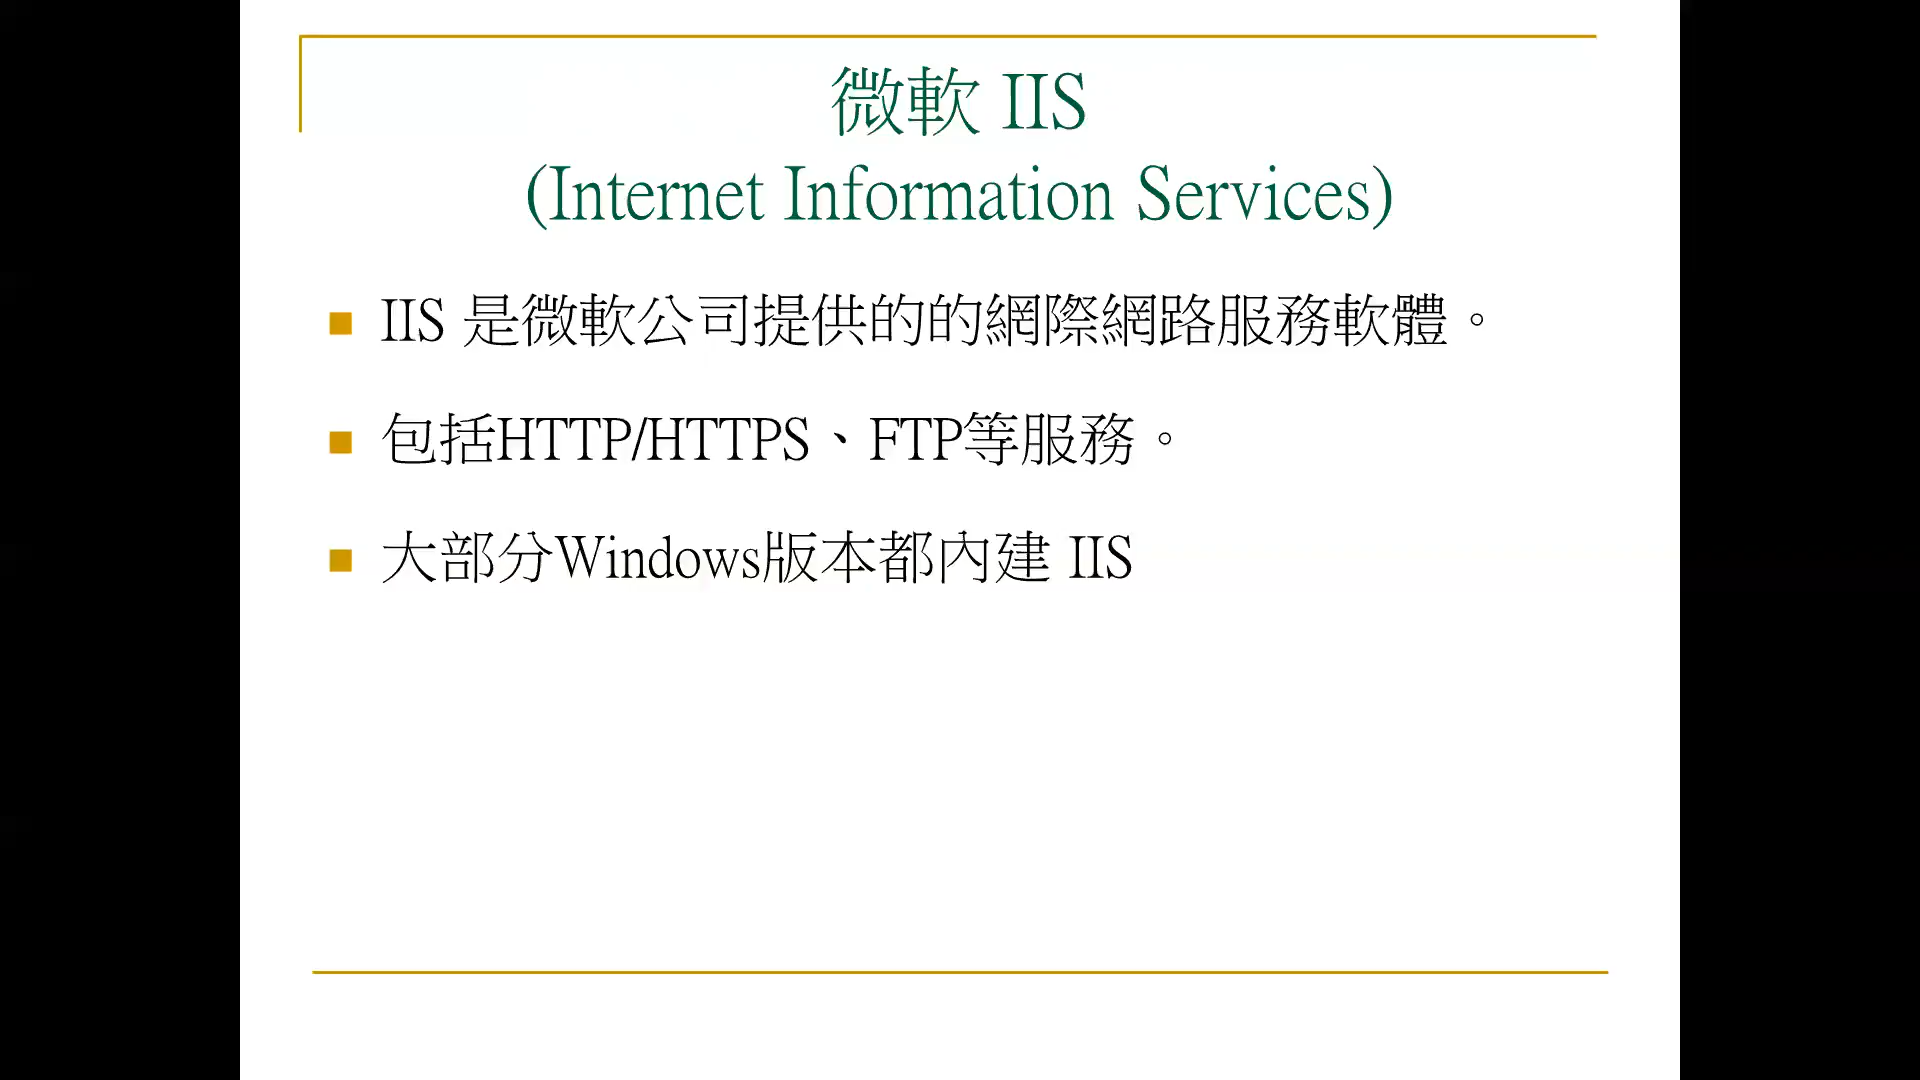 微軟 IIS
(Internet Information Services)
IIS 是微軟公司提供的的網際網路服務軟體。
包括HTTP/HTTPS、FTP等服務。
大部分Windows版本都內建 IIS